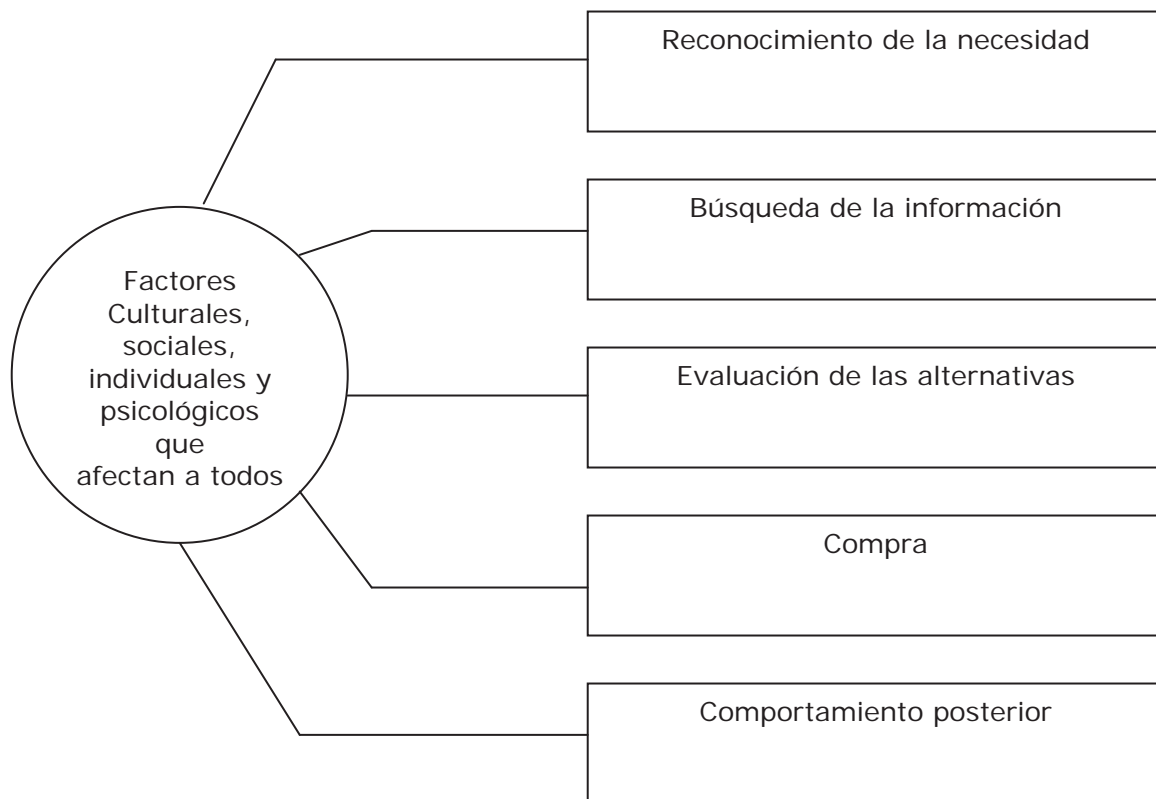 Reconocimiento de la necesidad
Búsqueda de la información
Factores
Culturales,
sociales,
individuales y
psicológicos
que
afectan a todos
Evaluación de las alternativas
Compra
Comportamiento posterior